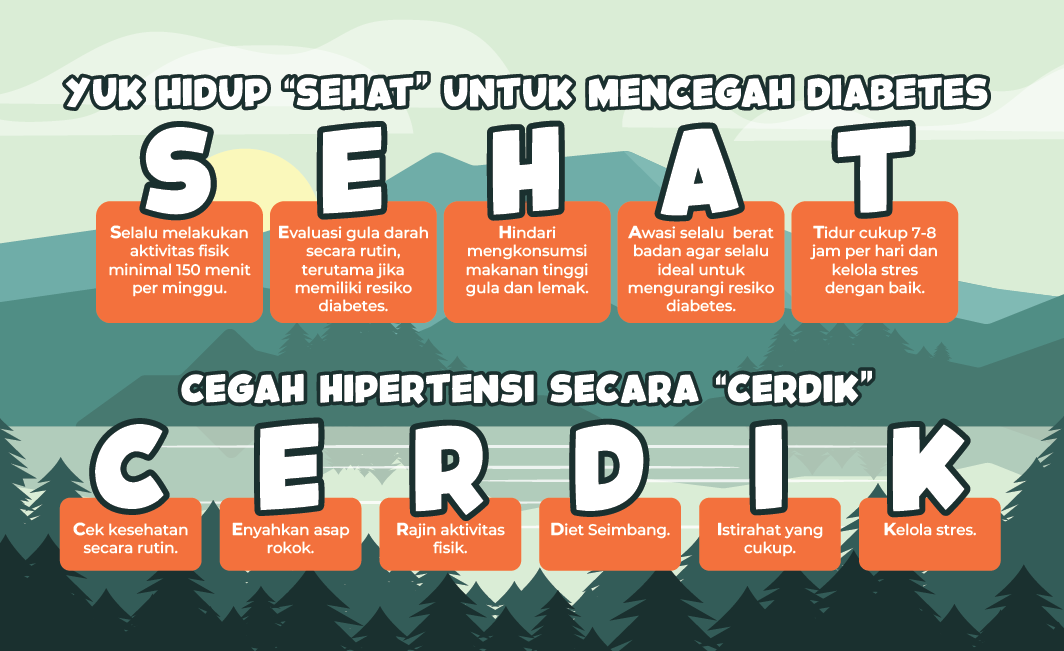 YUK HIDUP “SEHAT” UNTUK MENCEGAH DIABETES
S E H A T
Selalu melakukan
aktivitas fisik
minimal 150 menit
per minggu.
Evaluasi gula darah
secara rutin,
terutama jika
memiliki resiko
diabetes.
Hindari
mengkonsumsi
makanan tinggi
gula dan lemak.
Awasi selalu berat
badan agar selalu
ideal untuk
mengurangi resiko
diabetes.
Tidur cukup 7-8
jam per hari dan
kelola stres
dengan baik.
CEGAH HIPERTENSI SECARA “CERDIK”
C E R D I K
Cek kesehatan
secara rutin.
Enyahkan asap
rokok.
Rajin aktivitas
fisik.
Diet Seimbang.
Istirahat yang
cukup.
Kelola stres.